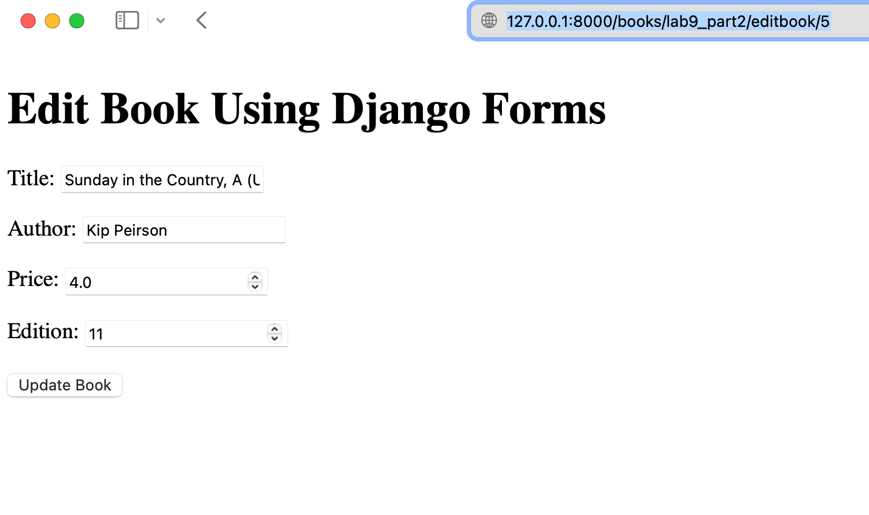 127.0.0.1:8000/books/lab9_part2/editbook/5
Edit Book Using Django Forms
Title: Sunday in the Country, A (U
Author: Kip Peirson
Price: 4.0
Edition: 11
Update Book